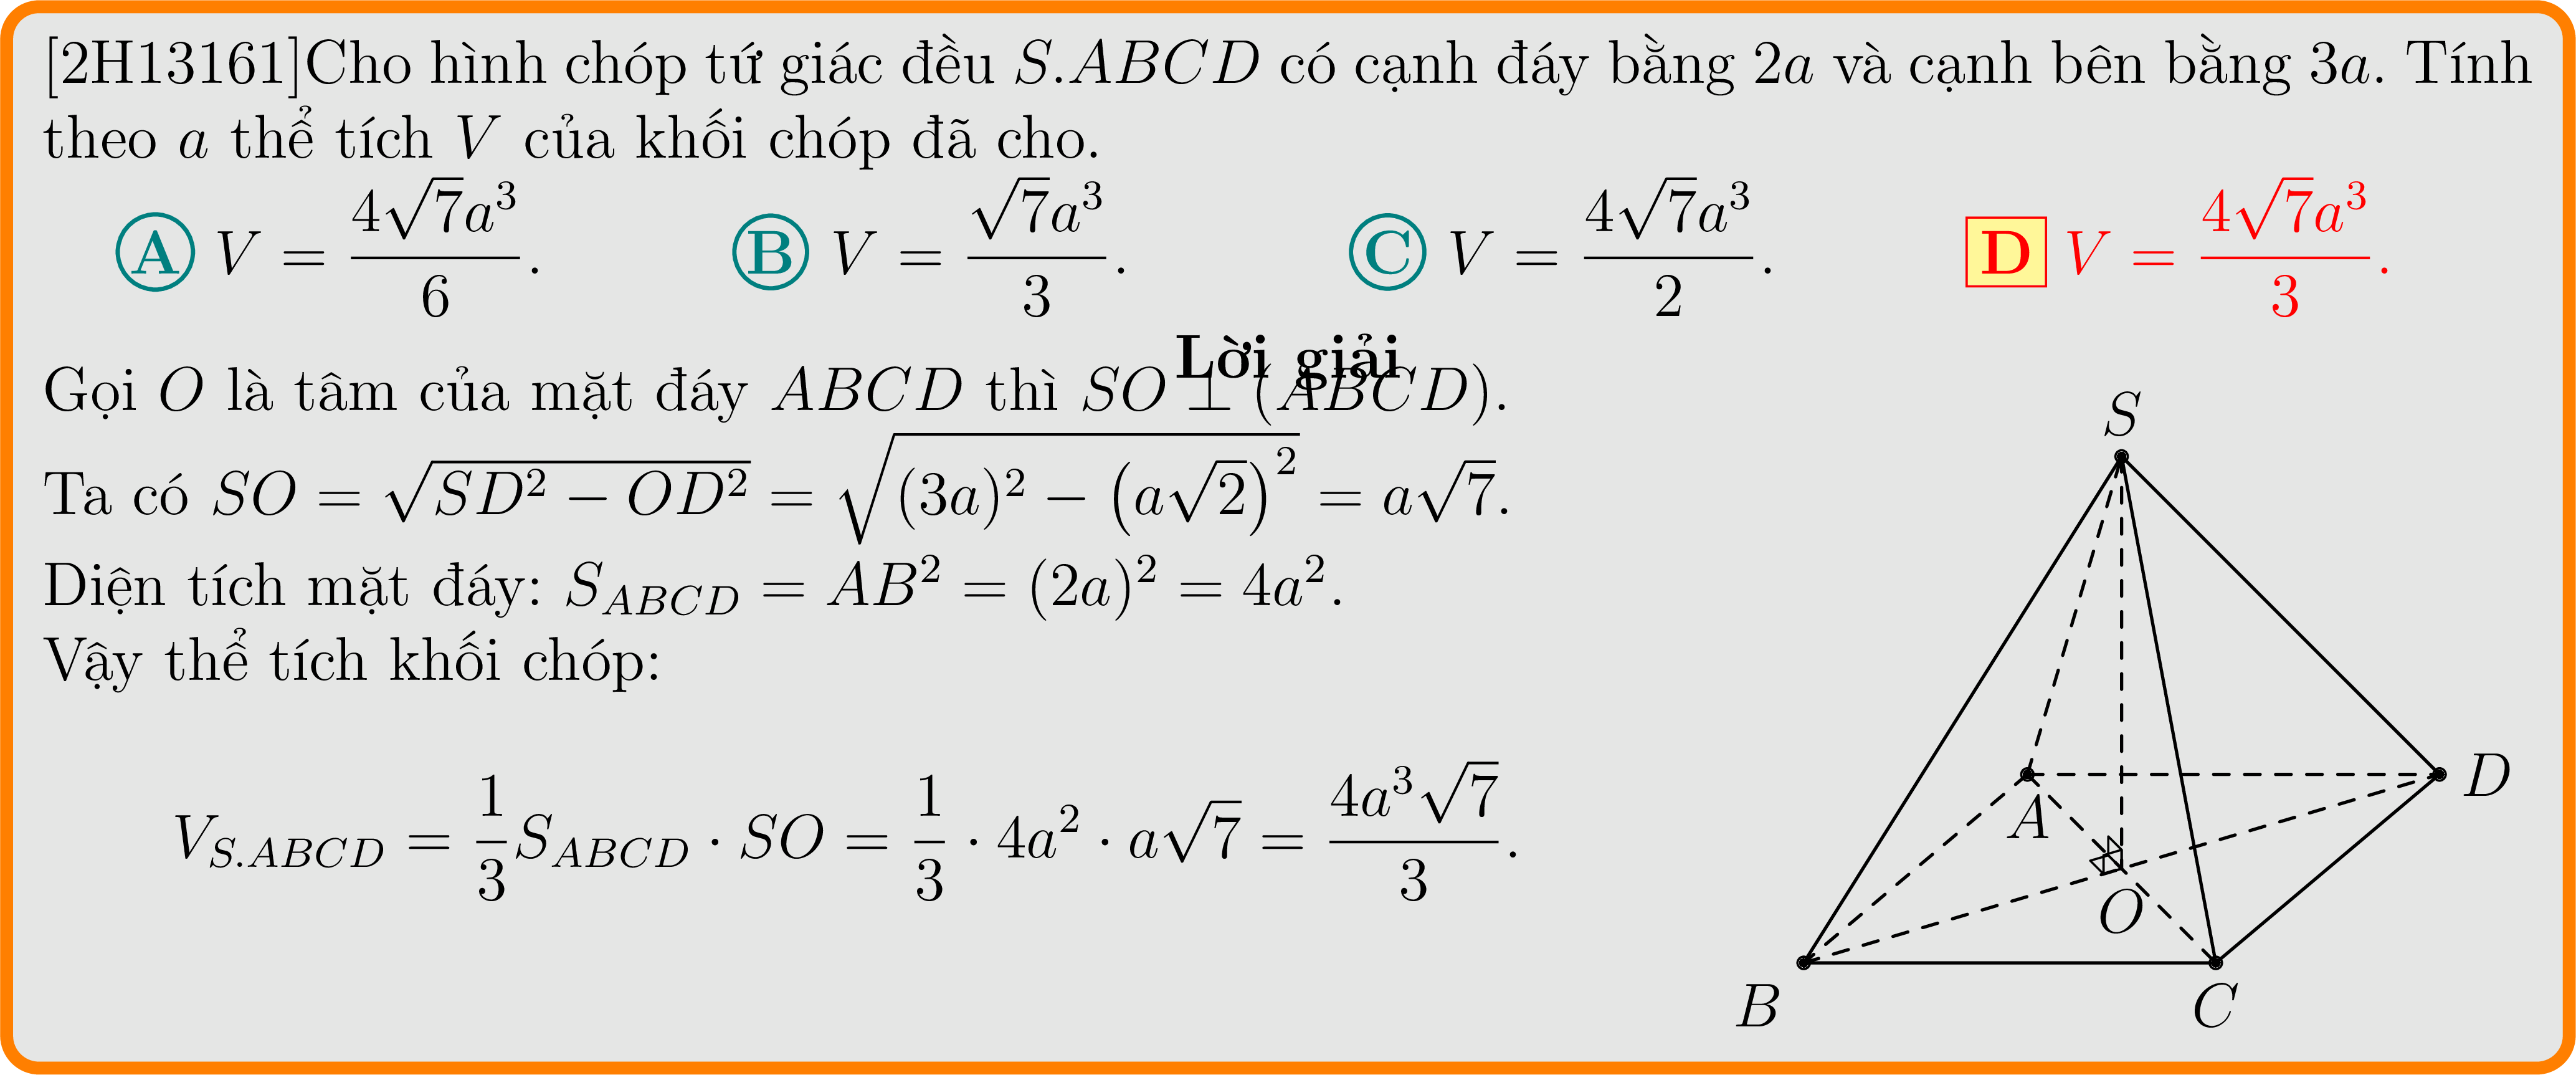 [2H13161]Cho hình chóp tứ giác đều S.ABCD có cạnh đáy bằng 2a và cạnh bên bằng 3a. Tính
theo a thể tích V của khối chóp đã cho.
A V = \frac{4\sqrt{7}a^3}{6}. B V = \frac{\sqrt{7}a^3}{3}. C V = \frac{4\sqrt{7}a^3}{2}. D V = \frac{4\sqrt{7}a^3}{3}.
Lời giải
Gọi O là tâm của mặt đáy ABCD thì SO ⊥ (ABCD).
Ta có SO = \sqrt{SD^2 − OD^2} = \sqrt{(3a)^2 − (a\sqrt{2})^2} = a\sqrt{7}.
Diện tích mặt đáy: S_{ABCD} = AB^2 = (2a)^2 = 4a^2.
Vậy thể tích khối chóp:
V_{S.ABCD} = \frac{1}{3}S_{ABCD} · SO = \frac{1}{3} · 4a^2 · a\sqrt{7} = \frac{4a^3\sqrt{7}}{3}.
S
D
A
O
B
C